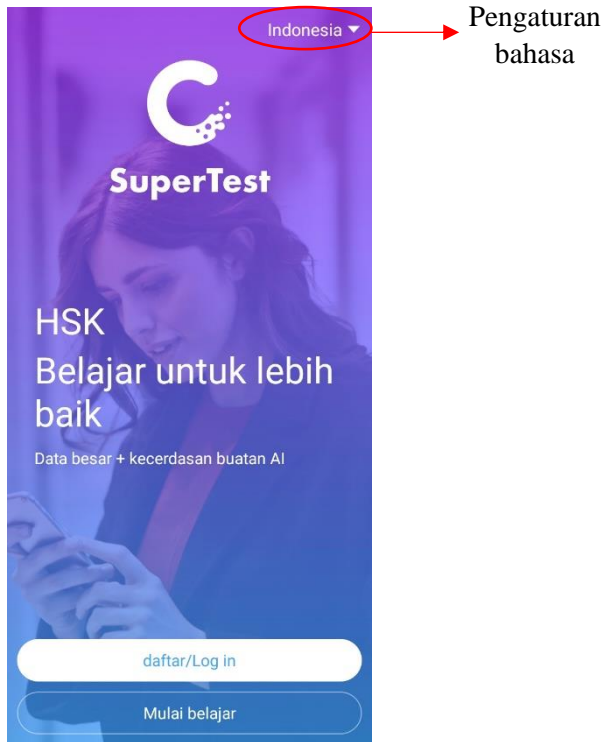 Indonesia
Pengaturan
bahasa
SuperTest
HSK
Belajar untuk lebih
baik
Data besar + kecerdasan buatan AI
daftar/Log in
Mulai belajar